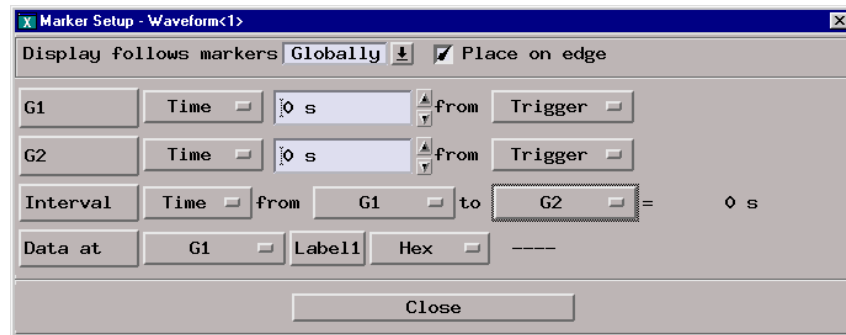 Marker Setup - Waveform<1>
Display follows markers Globally Place on edge
G1 Time 0 s from Trigger
G2 Time 0 s from Trigger
Interval Time from G1 to G2 = 0 s
Data at G1 Label1 Hex ----
Close